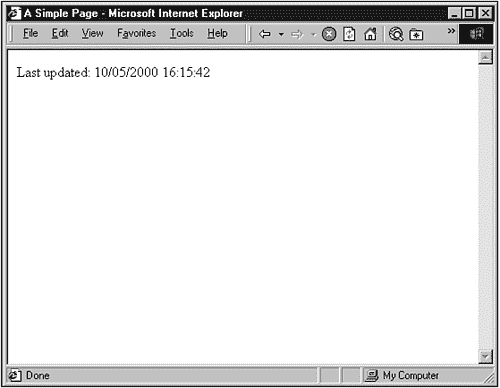 A Simple Page - Microsoft Internet Explorer
File Edit View Favorites Tools Help »
Last updated: 10/05/2000 16:15:42
Done My Computer